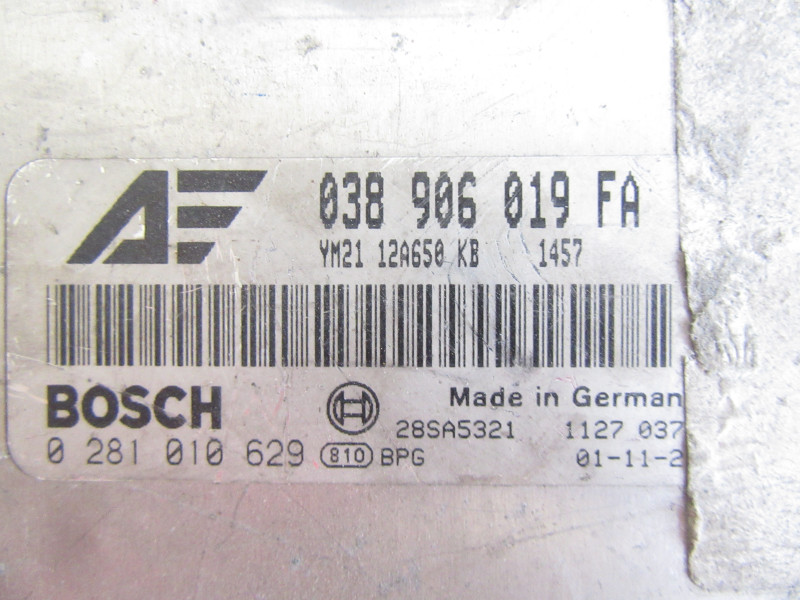 AE 038 906 019 FA
YM21 12A650 KB 1457
BOSCH Made in German
28SA5321 1127 037
0 281 010 629 810 BPG 01-11-2